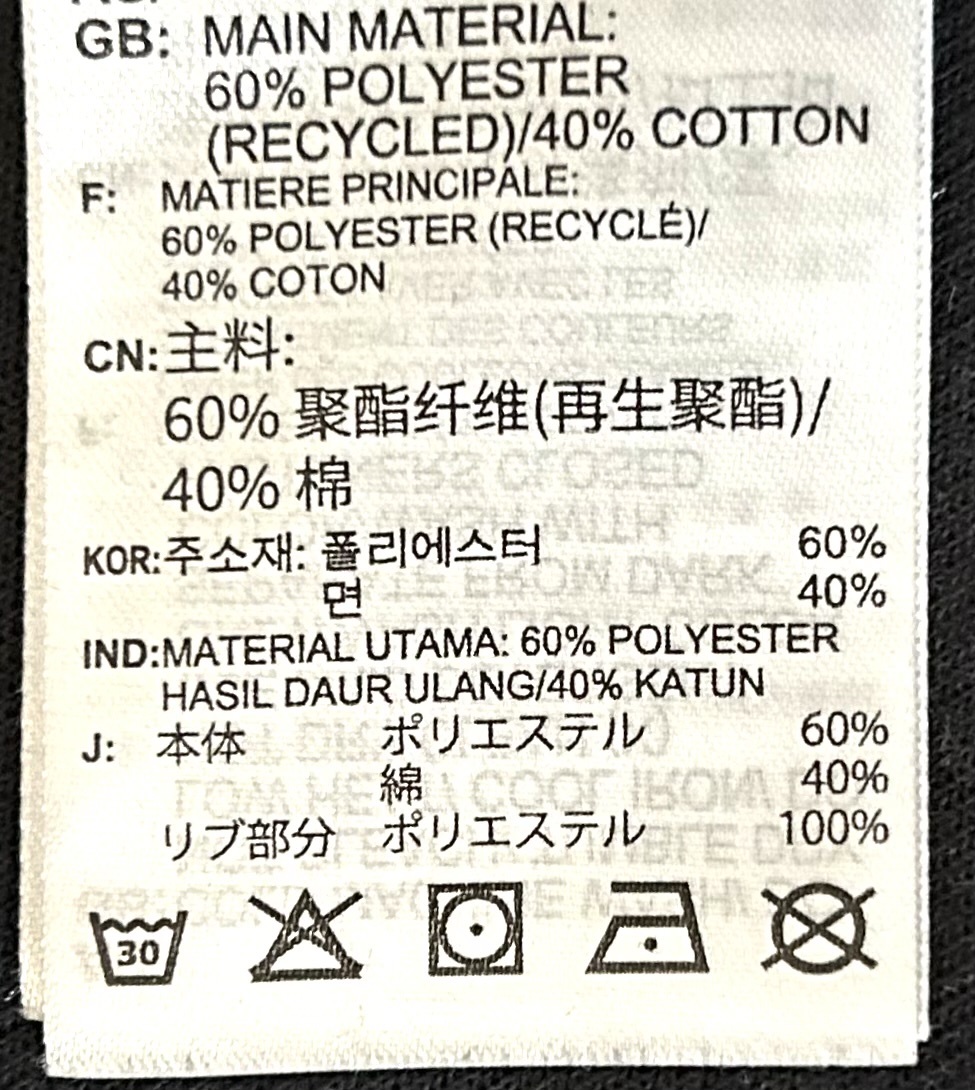 GB: MAIN MATERIAL:
60% POLYESTER
(RECYCLED)/40% COTTON
F: MATIERE PRINCIPALE:
60% POLYESTER (RECYCLÉ)/
40% COTON
CN: 主料:
60% 聚酯纤维(再生聚酯)/
40% 棉
KOR: 주소재: 폴리에스터 60%
면 40%
IND: MATERIAL UTAMA: 60% POLYESTER
HASIL DAUR ULANG/40% KATUN
J: 本体 ポリエステル 60%
綿 40%
リブ部分 ポリエステル 100%
30